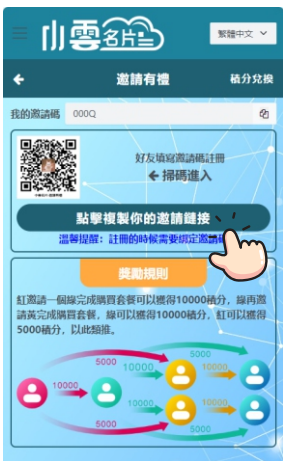 小雲名片
繁體中文
邀請有禮
積分兌換
我的邀請碼 000Q
好友填寫邀請碼註冊
掃碼進入
點擊複製你的邀請鏈接
溫馨提醒：註冊的時候需要綁定邀請
獎勵規則
紅邀請一個綠完成購買套餐可以獲得10000積分，綠再邀
請黃完成購買套餐，綠可以獲得10000積分，紅可以獲得
5000積分，以此類推。
5000
5000
10000
10000
10000
10000
10000
5000
5000